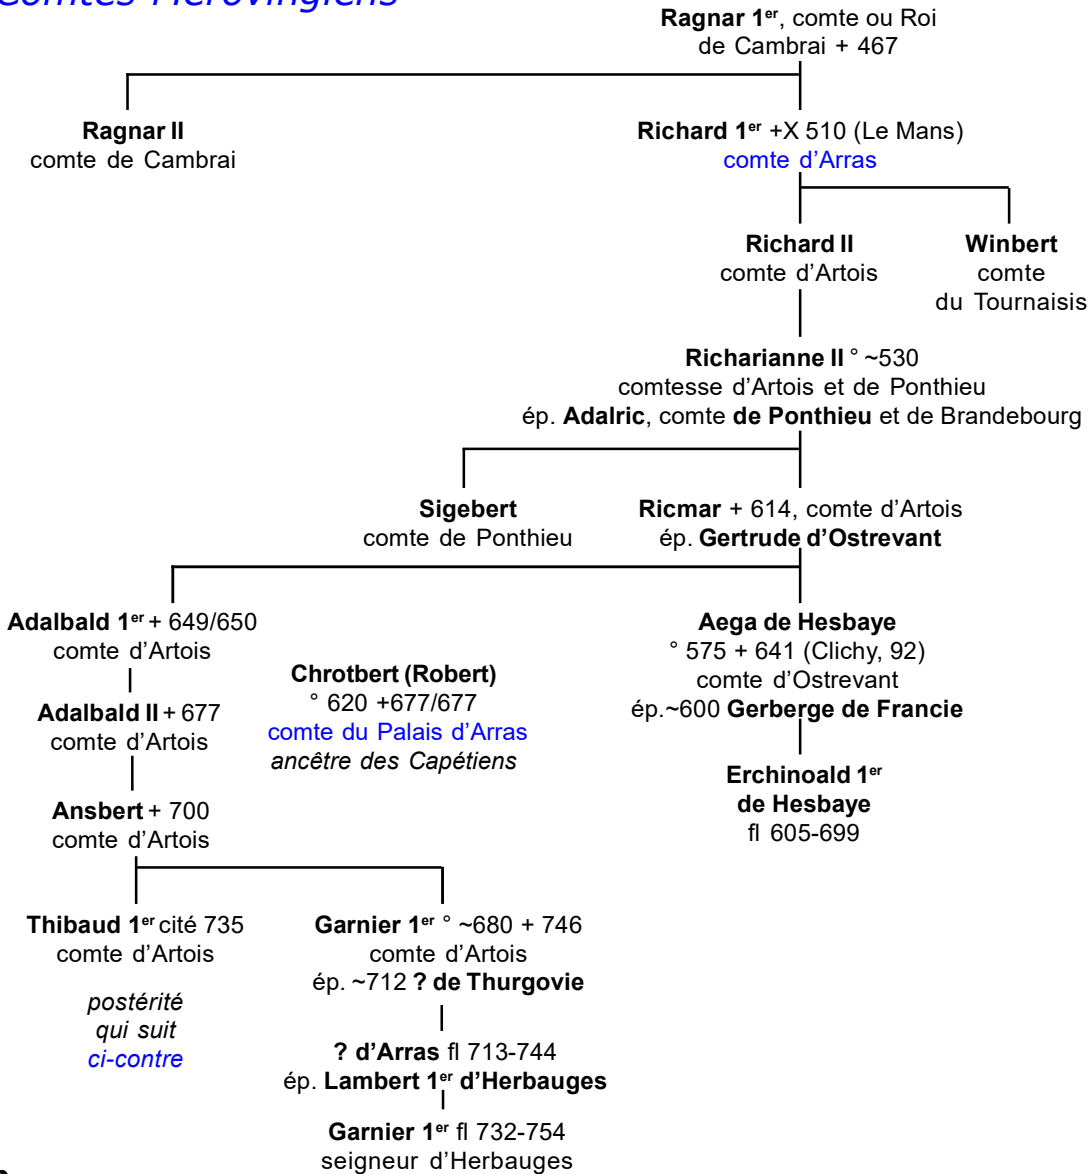 Comtes Mérovingiens
Ragnar 1er, comte ou Roi
de Cambrai + 467
Ragnar II
comte de Cambrai
Richard 1er +X 510 (Le Mans)
comte d’Arras
Richard II
comte d’Artois
Winbert
comte
du Tournaisis
Richarianne II ° ~530
comtesse d’Artois et de Ponthieu
ép. Adalric, comte de Ponthieu et de Brandebourg
Sigebert
comte de Ponthieu
Ricmar + 614, comte d’Artois
ép. Gertrude d’Ostrevant
Adalbald 1er + 649/650
comte d’Artois
Adalbald II + 677
comte d’Artois
Ansbert + 700
comte d’Artois
Chrotbert (Robert)
° 620 +677/677
comte du Palais d’Arras
ancêtre des Capétiens
Aega de Hesbaye
° 575 + 641 (Clichy, 92)
comte d’Ostrevant
ép.~600 Gerberge de Francie
Erchinoald 1er
de Hesbaye
fl 605-699
Thibaud 1er cité 735
comte d’Artois
postérité
qui suit
ci-contre
Garnier 1er ° ~680 + 746
comte d’Artois
ép. ~712 ? de Thurgovie
? d’Arras fl 713-744
ép. Lambert 1er d’Herbauges
Garnier 1er fl 732-754
seigneur d’Herbauges